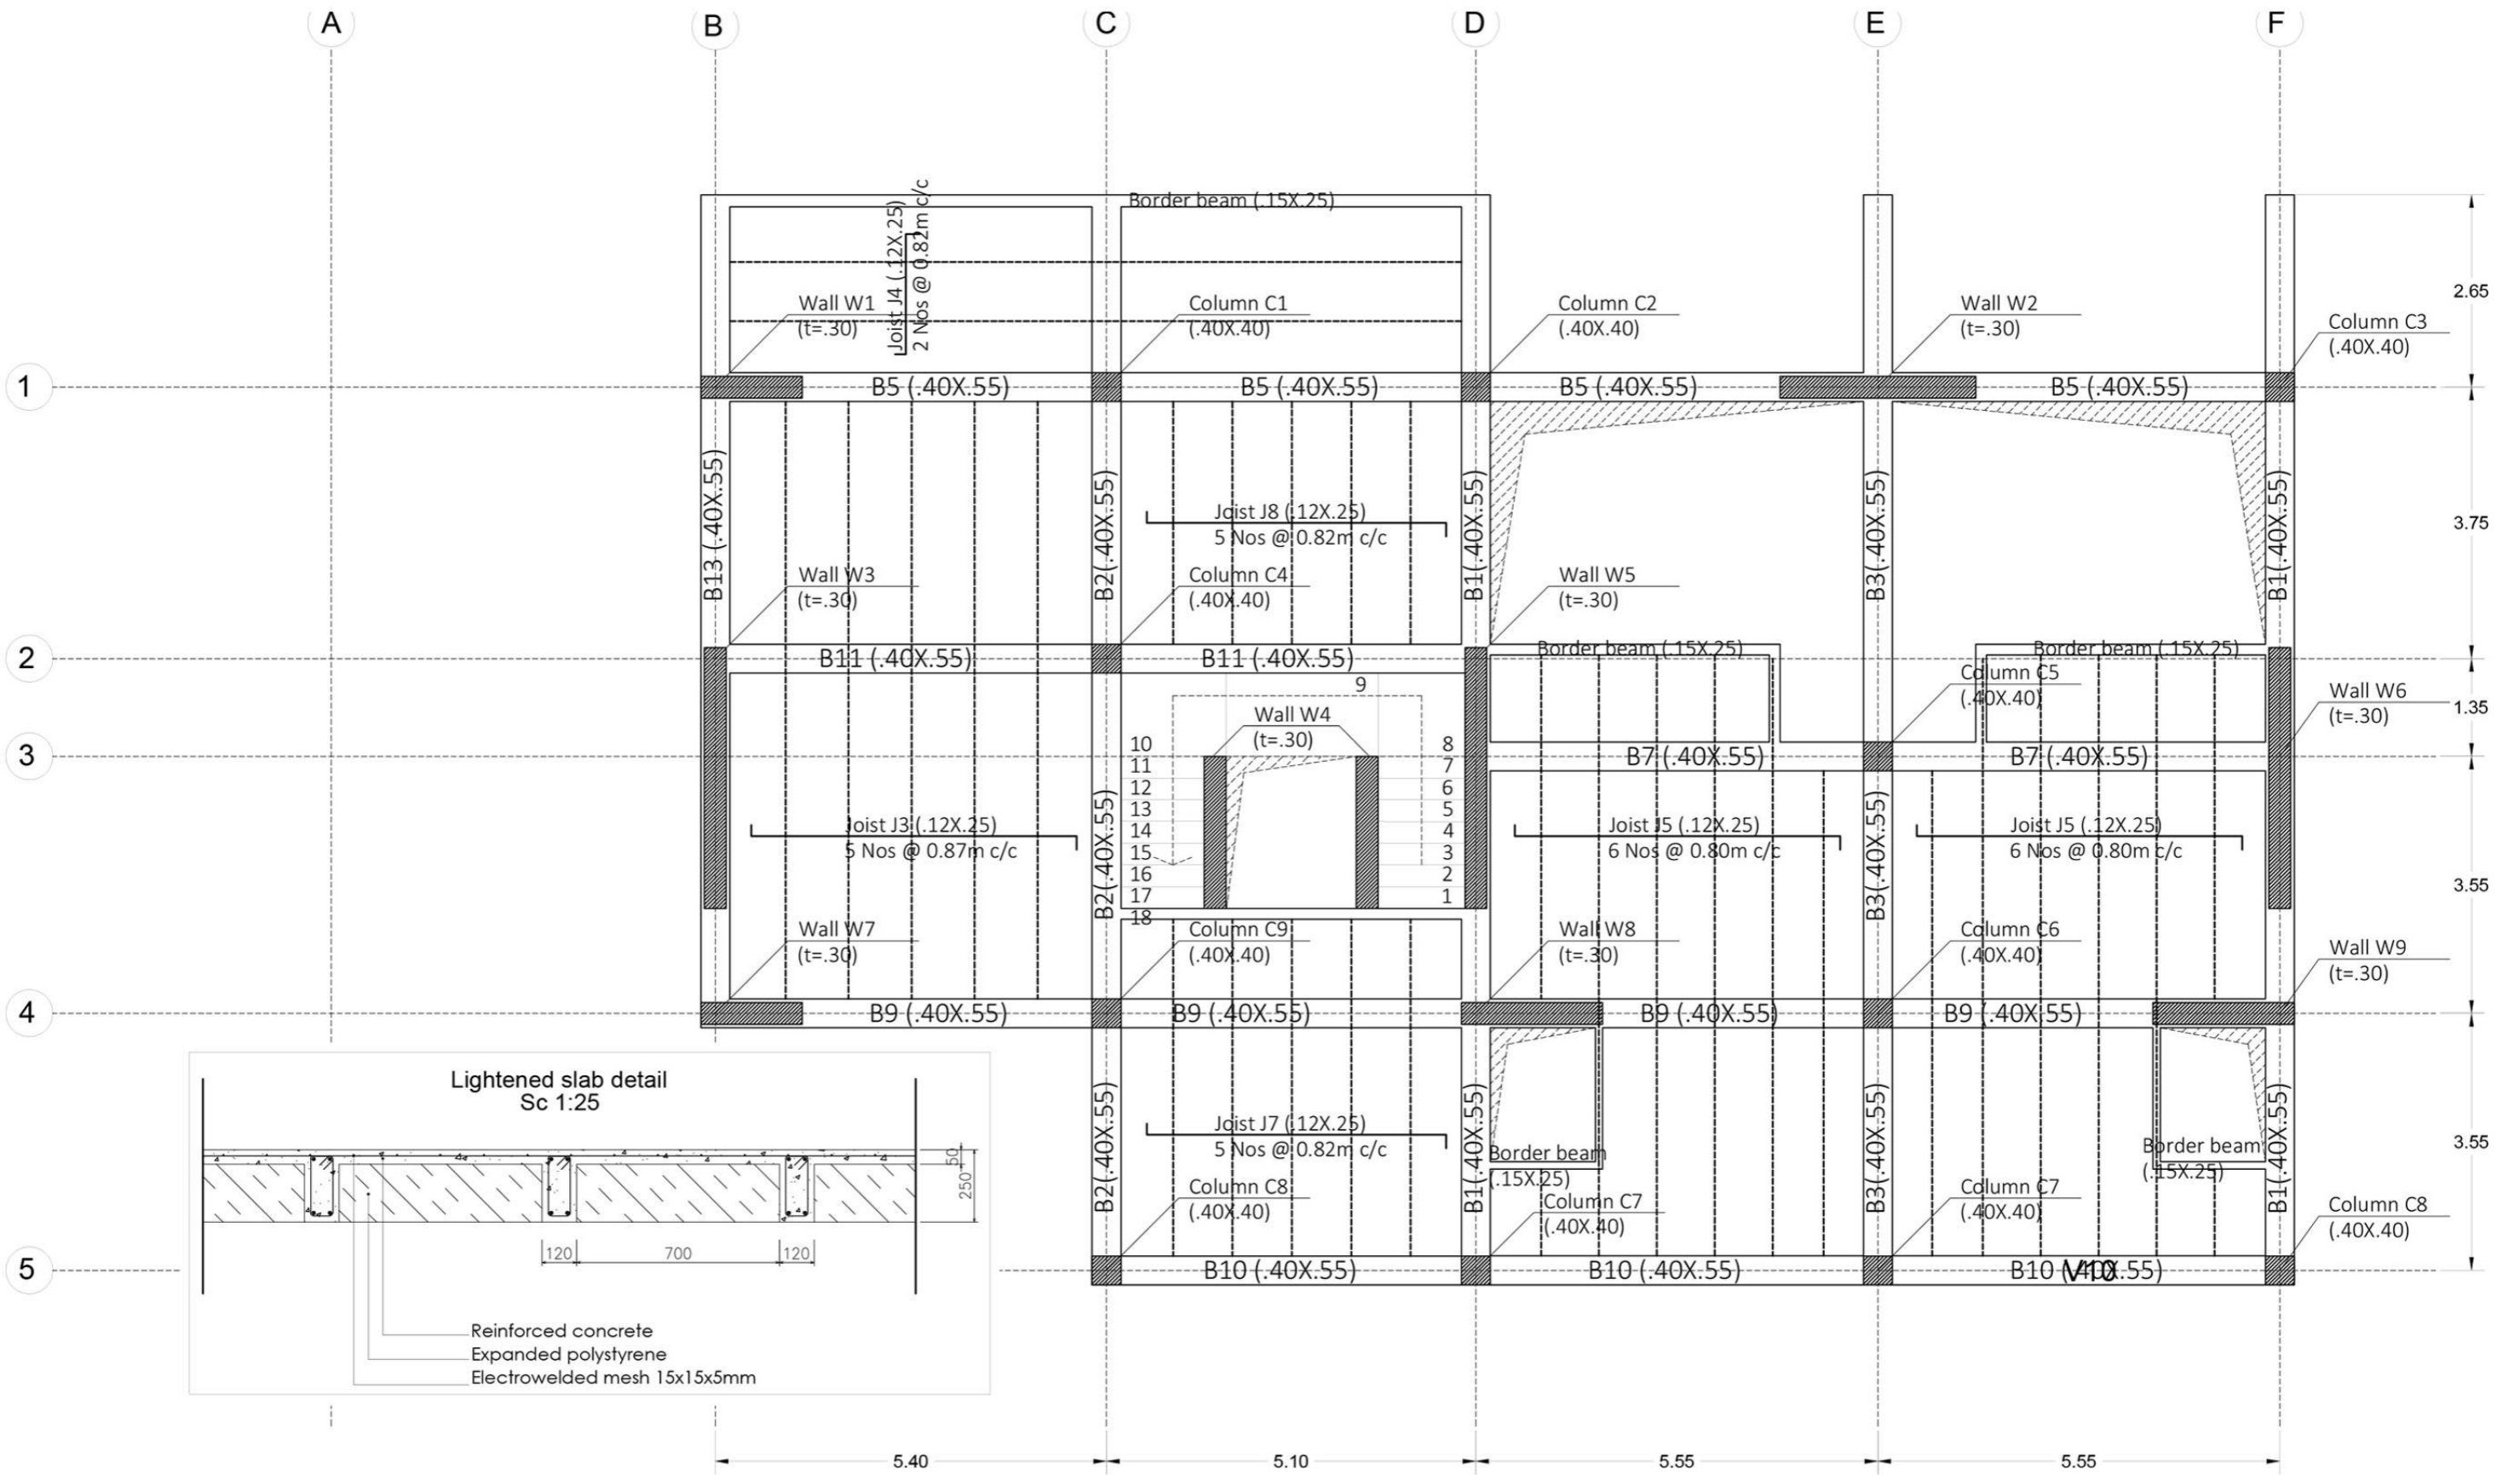 A
B
C
D
E
F
Border beam (.15X.25)
Joist J4 (.12X.25)
2 Nos @ 0.82m c/c
2.65
Wall W1
(t=.30)
Column C1
(.40X.40)
Column C2
(.40X.40)
Wall W2
(t=.30)
Column C3
(.40X.40)
1
B5 (.40X.55)
B5 (.40X.55)
B5 (.40X.55)
B5 (.40X.55)
B13 (.40X.55)
B2(.40X.55)
B1(.40X.55)
B3(.40X.55)
B1(.40X.55)
3.75
Joist J8 (.12X.25)
5 Nos @ 0.82m c/c
Wall W3
(t=.30)
Column C4
(.40X.40)
Wall W5
(t=.30)
2
B11 (.40X.55)
B11 (.40X.55)
Border beam (.15X.25)
Border beam (.15X.25)
Column C5
(.40X.40)
Wall W6
(t=.30)
1.35
9
Wall W4
(t=.30)
3
B7 (.40X.55)
B7 (.40X.55)
10
11
12
13
14
15
16
17
18
8
7
6
5
4
3
2
1
Joist J3 (.12X.25)
5 Nos @ 0.87m c/c
B2(.40X.55)
Joist J5 (.12X.25)
6 Nos @ 0.80m c/c
B3(.40X.55)
Joist J5 (.12X.25)
6 Nos @ 0.80m c/c
3.55
Wall W7
(t=.30)
Column C9
(.40X.40)
Wall W8
(t=.30)
Column C6
(.40X.40)
Wall W9
(t=.30)
4
B9 (.40X.55)
B9 (.40X.55)
B9 (.40X.55)
B9 (.40X.55)
Lightened slab detail
Sc 1:25
50
250
120
700
120
Reinforced concrete
Expanded polystyrene
Electrowelded mesh 15x15x5mm
B2(.40X.55)
Joist J7 (.12X.25)
5 Nos @ 0.82m c/c
B1(.40X.55)
Border beam
(.15X.25)
B3(.40X.55)
Border beam
(.15X.25)
B1(.40X.55)
3.55
Column C8
(.40X.40)
Column C7
(.40X.40)
Column C7
(.40X.40)
Column C8
(.40X.40)
5
B10 (.40X.55)
B10 (.40X.55)
B10 (.40X.55)
V10
5.40
5.10
5.55
5.55